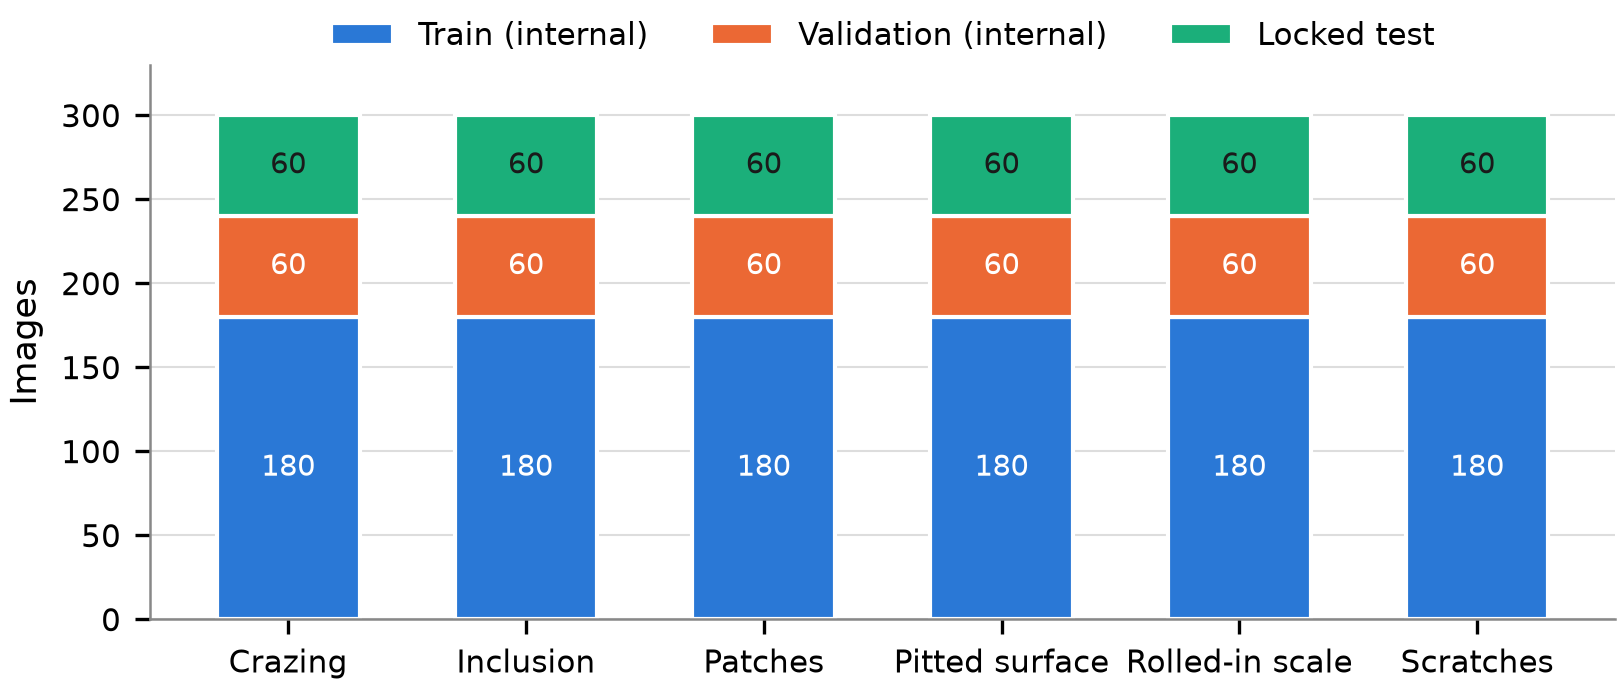 Train (internal) Validation (internal) Locked test
Images
300
250
200
150
100
50
0
60 60 60 60 60 60
60 60 60 60 60 60
180 180 180 180 180 180
Crazing Inclusion Patches Pitted surface Rolled-in scale Scratches